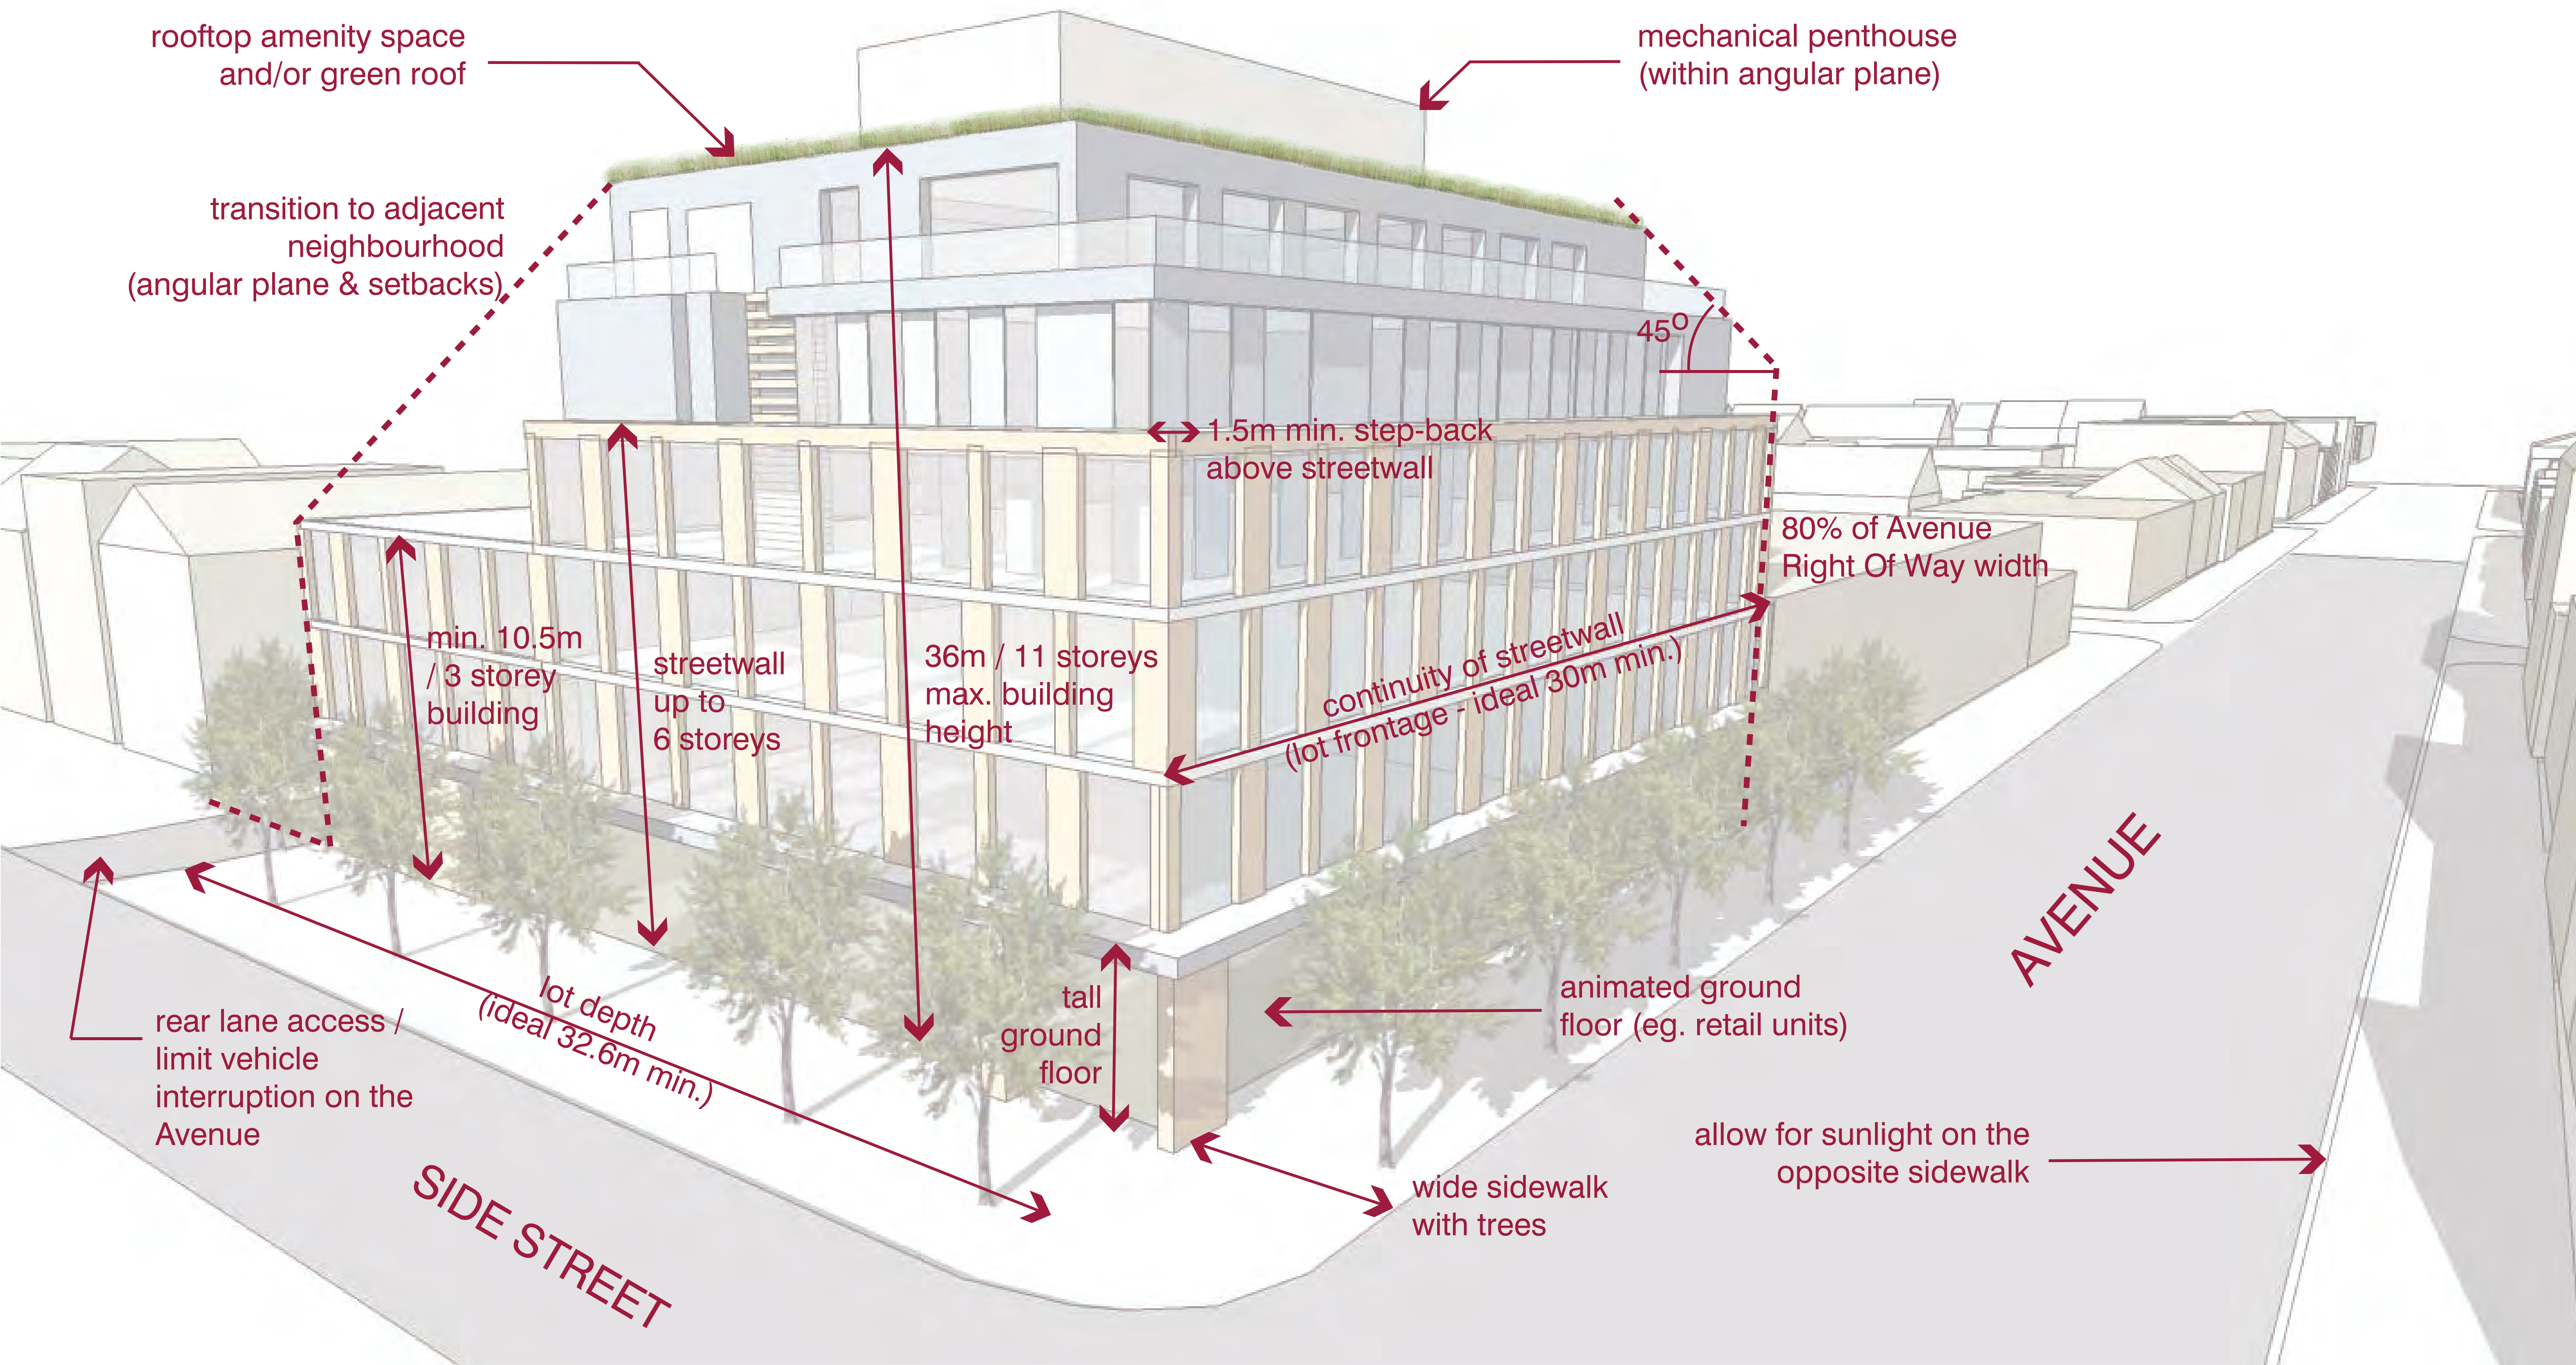 rooftop amenity space
and/or green roof
mechanical penthouse
(within angular plane)
transition to adjacent
neighbourhood
(angular plane & setbacks)
45º
1.5m min. step-back
above streetwall
80% of Avenue
Right Of Way width
min. 10.5m
/ 3 storey
building
streetwall
up to
6 storeys
36m / 11 storeys
max. building
height
continuity of streetwall
(lot frontage - ideal 30m min.)
AVENUE
lot depth
(ideal 32.6m min.)
tall
ground
floor
animated ground
floor (eg. retail units)
rear lane access /
limit vehicle
interruption on the
Avenue
SIDE STREET
wide sidewalk
with trees
allow for sunlight on the
opposite sidewalk